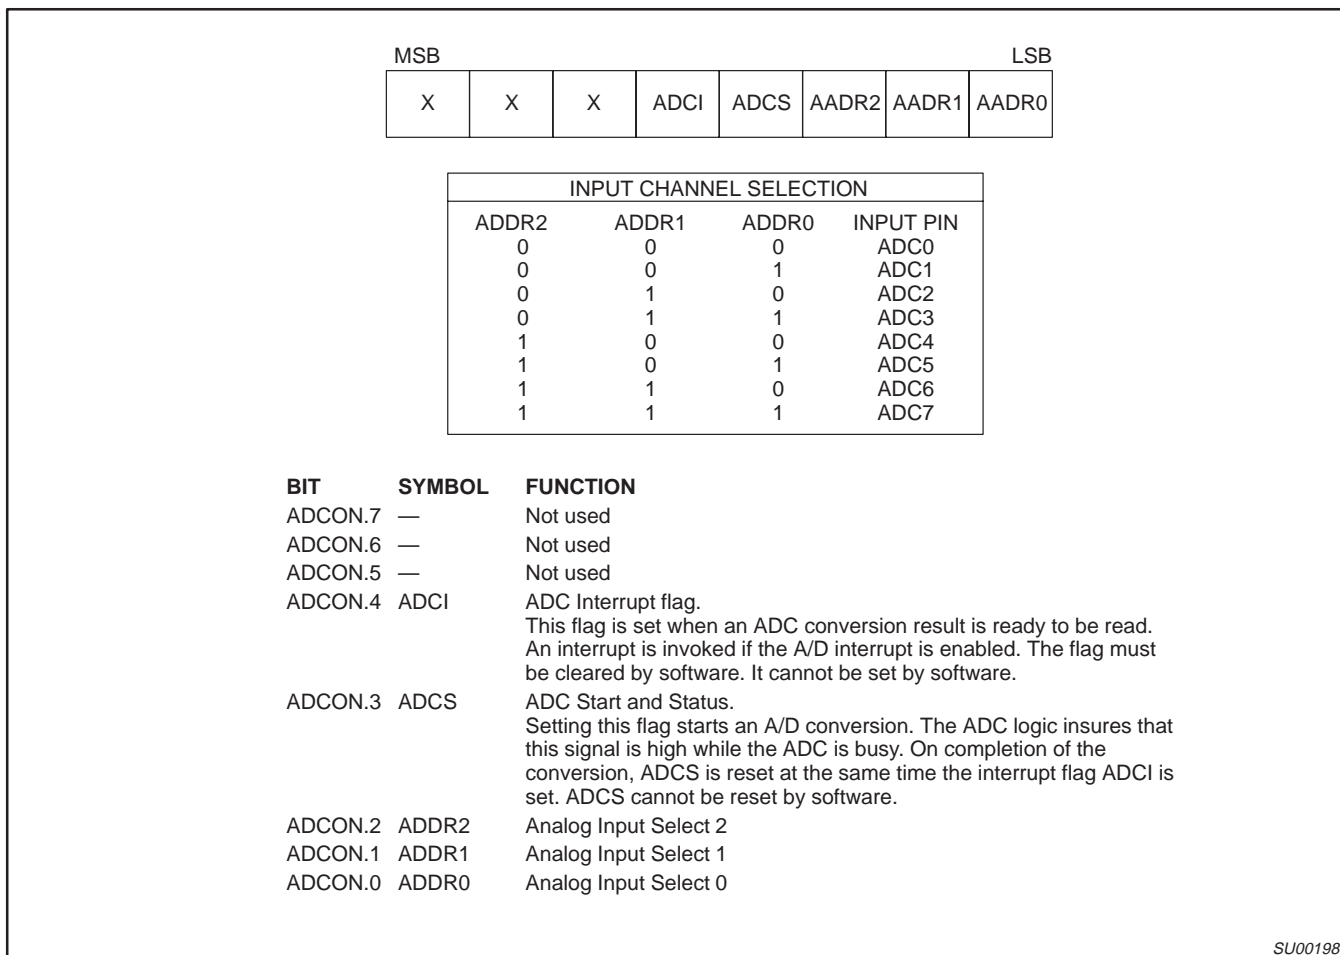 MSB LSB
X X X ADCI ADCS AADR2 AADR1 AADR0
INPUT CHANNEL SELECTION
ADDR2 ADDR1 ADDR0 INPUT PIN
0 0 0 ADC0
0 0 1 ADC1
0 1 0 ADC2
0 1 1 ADC3
1 0 0 ADC4
1 0 1 ADC5
1 1 0 ADC6
1 1 1 ADC7
BIT SYMBOL FUNCTION
ADCON.7 — Not used
ADCON.6 — Not used
ADCON.5 — Not used
ADCON.4 ADCI ADC Interrupt flag.
This flag is set when an ADC conversion result is ready to be read.
An interrupt is invoked if the A/D interrupt is enabled. The flag must
be cleared by software. It cannot be set by software.
ADCON.3 ADCS ADC Start and Status.
Setting this flag starts an A/D conversion. The ADC logic insures that
this signal is high while the ADC is busy. On completion of the
conversion, ADCS is reset at the same time the interrupt flag ADCI is
set. ADCS cannot be reset by software.
ADCON.2 ADDR2 Analog Input Select 2
ADCON.1 ADDR1 Analog Input Select 1
ADCON.0 ADDR0 Analog Input Select 0
SU00198